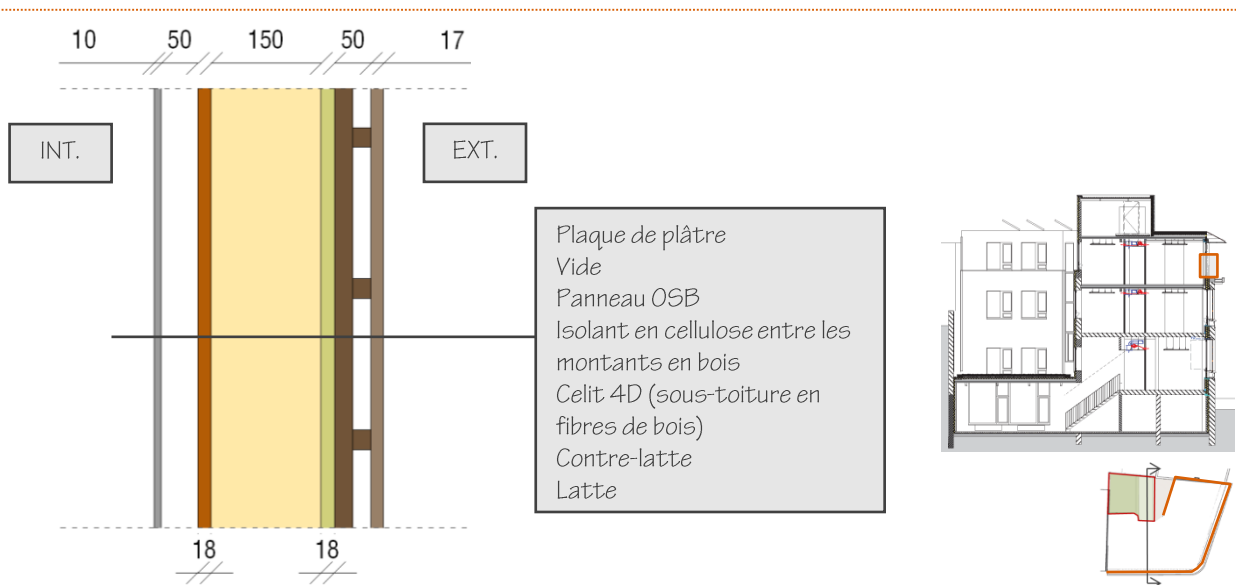 10 50 150 50 17
INT.
EXT.
Plaque de plâtre
Vide
Panneau OSB
Isolant en cellulose entre les
montants en bois
Celit 4D (sous-toiture en
fibres de bois)
Contre-latte
Latte
18 18